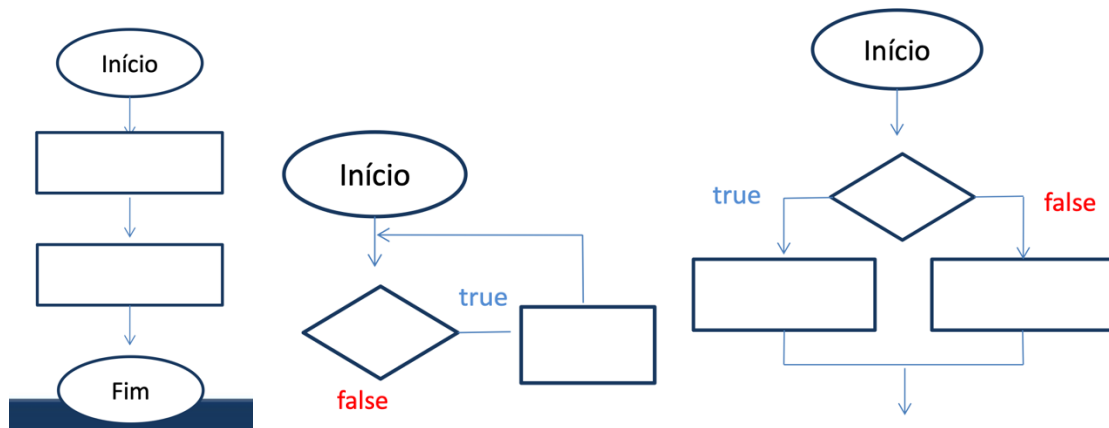 Início
Fim
Início
true
false
Início
true
false